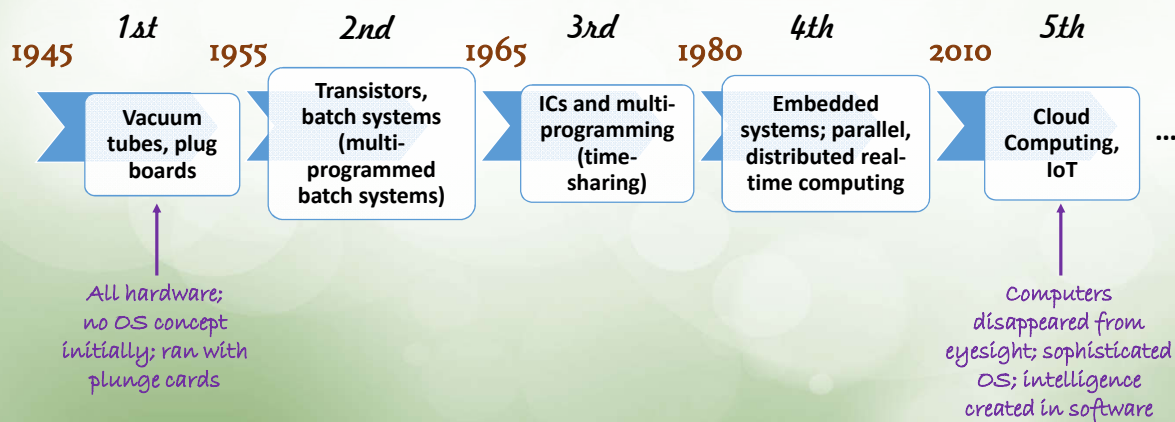 1st
2nd
3rd
4th
5th
1945
1955
1965
1980
2010
Vacuum
tubes, plug
boards
Transistors,
batch systems
(multi-
programmed
batch systems)
ICs and multi-
programming
(time-
sharing)
Embedded
systems; parallel,
distributed real-
time computing
Cloud
Computing,
IoT
...
All hardware;
no OS concept
initially; ran with
plunge cards
Computers
disappeared from
eyesight; sophisticated
OS; intelligence
created in software